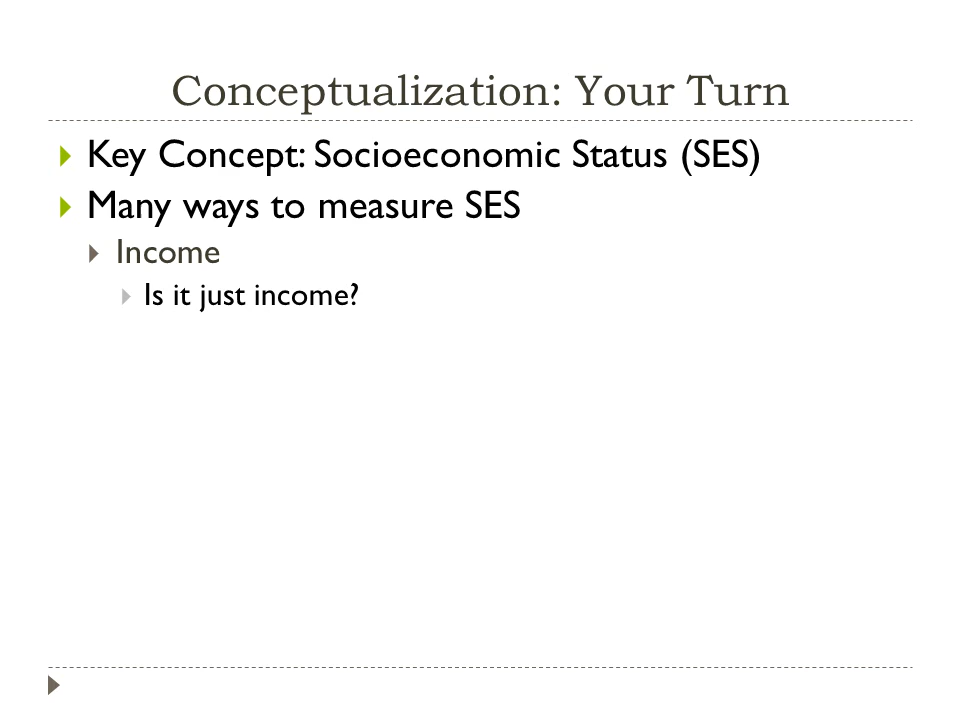 Conceptualization: Your Turn
Key Concept: Socioeconomic Status (SES)
Many ways to measure SES
Income
Is it just income?